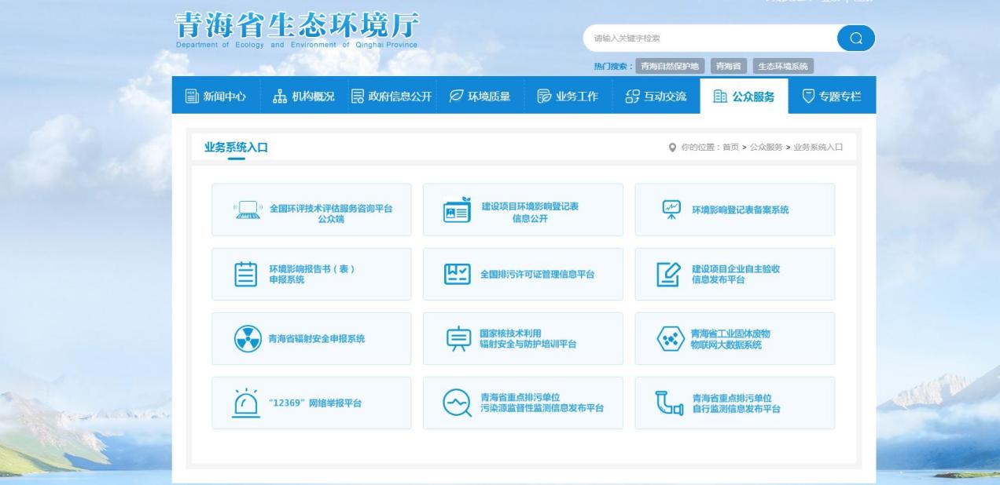 青海省生态环境厅
Department of Ecology and Environment of Qinghai Province
请输入关键字检索
热门搜索： 青海自然保护地 青海省 生态环境系统
新闻中心 机构概况 政府信息公开 环境质量 业务工作 互动交流 公众服务 专题专栏
业务系统入口
你的位置：首页 > 公众服务 > 业务系统入口
全国环评技术评估服务咨询平台
公众端
建设项目环境影响登记表
信息公开
环境影响登记表备案系统
环境影响报告书（表）
申报系统
全国排污许可证管理信息平台
建设项目企业自主验收
信息发布平台
青海省辐射安全申报系统
国家核技术利用
辐射安全与防护培训平台
青海省工业固体废物
物联网大数据系统
“12369”网络举报平台
青海省重点排污单位
污染源监督性监测信息发布平台
青海省重点排污单位
自行监测信息发布平台